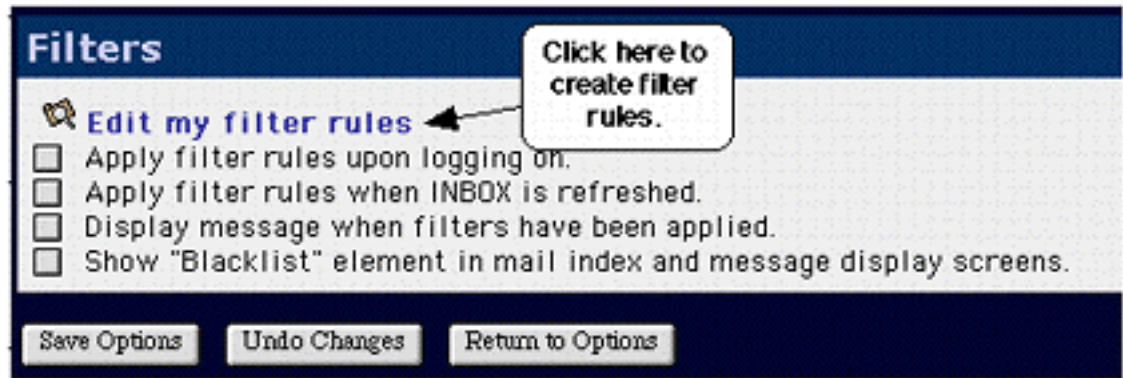 Filters
Click here to
create filter
rules.
Edit my filter rules
Apply filter rules upon logging on.
Apply filter rules when INBOX is refreshed.
Display message when filters have been applied.
Show "Blacklist" element in mail index and message display screens.
Save Options
Undo Changes
Return to Options